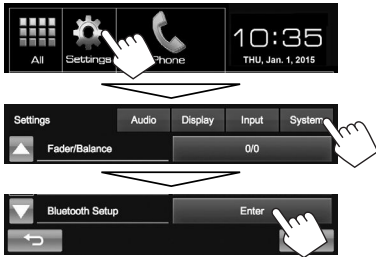 10:35
All Settings Phone THU, Jan. 1, 2015
Settings Audio Display Input System
Fader/Balance 0/0
Bluetooth Setup Enter